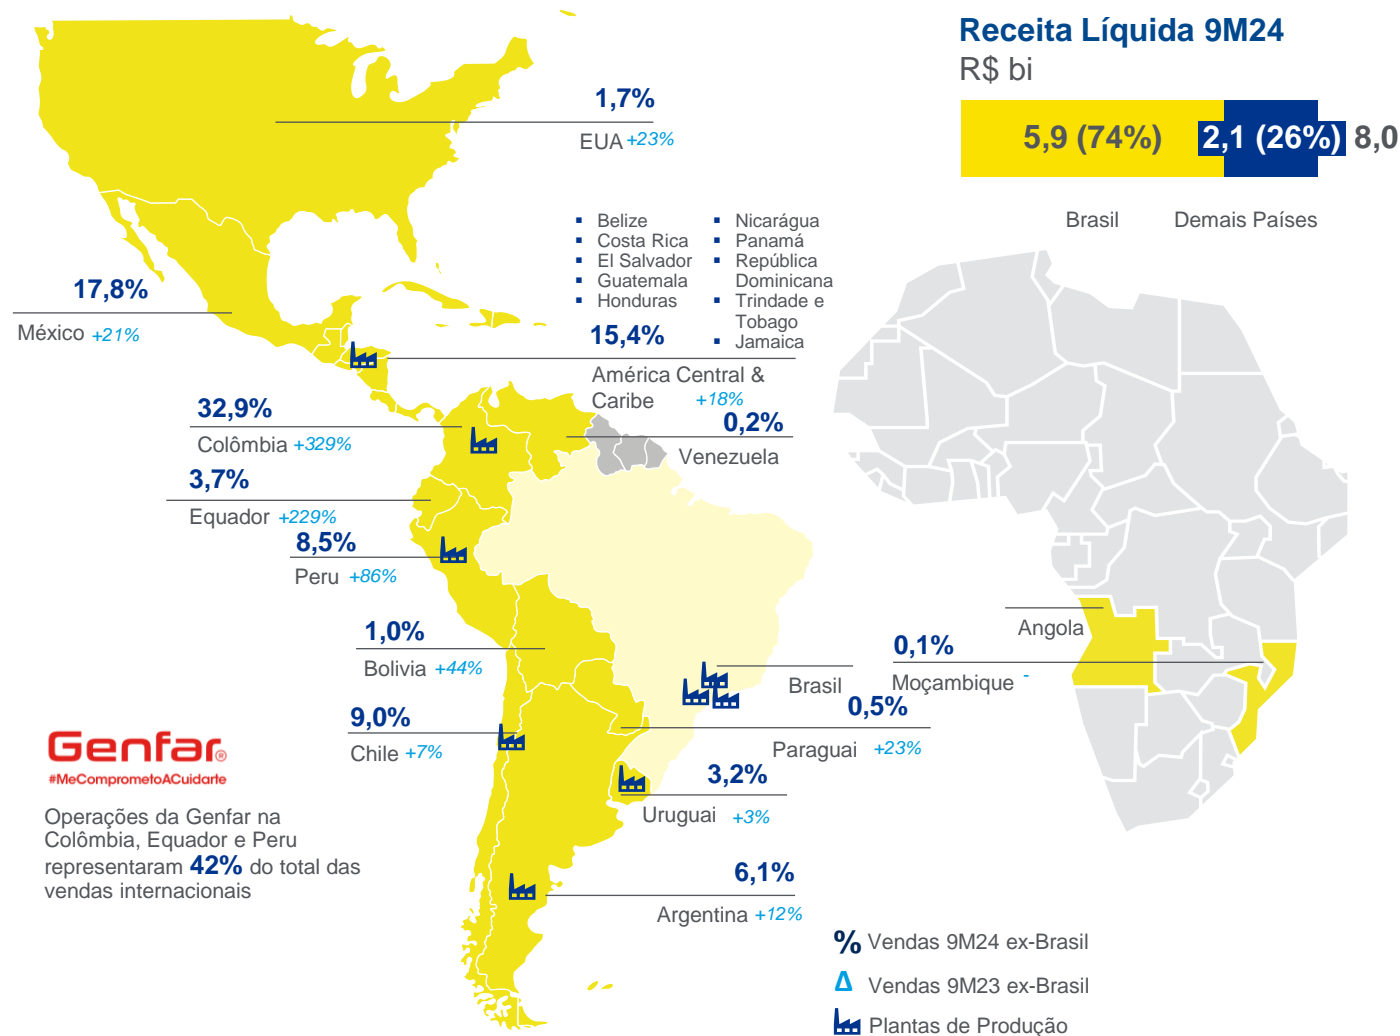 Receita Líquida 9M24
R$ bi
5,9 (74%) 2,1 (26%) 8,0
Brasil Demais Países
1,7%
EUA +23%
▪ Belize
▪ Costa Rica
▪ El Salvador
▪ Guatemala
▪ Honduras
▪ Nicarágua
▪ Panamá
▪ República
Dominicana
▪ Trindade e
Tobago
▪ Jamaica
17,8%
México +21%
15,4%
América Central &
Caribe +18%
32,9%
Colômbia +329%
0,2%
Venezuela
3,7%
Equador +229%
8,5%
Peru +86%
1,0%
Bolivia +44%
Brasil
Angola
0,1%
Moçambique -
9,0%
Chile +7%
0,5%
Paraguai +23%
3,2%
Uruguai +3%
6,1%
Argentina +12%
Genfar®
#MeComprometoACuidarte
Operações da Genfar na
Colômbia, Equador e Peru
representaram 42% do total das
vendas internacionais
% Vendas 9M24 ex-Brasil
Δ Vendas 9M23 ex-Brasil
Plantas de Produção